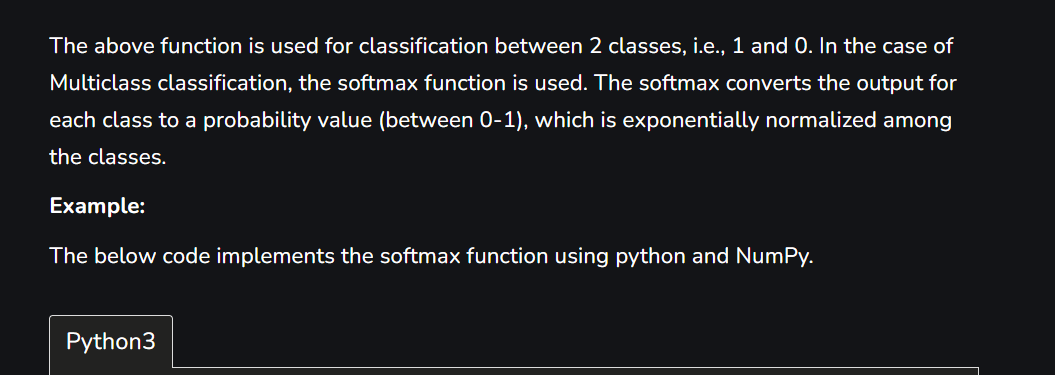 The above function is used for classification between 2 classes, i.e., 1 and 0. In the case of
Multiclass classification, the softmax function is used. The softmax converts the output for
each class to a probability value (between 0-1), which is exponentially normalized among
the classes.
Example:
The below code implements the softmax function using python and NumPy.
Python3